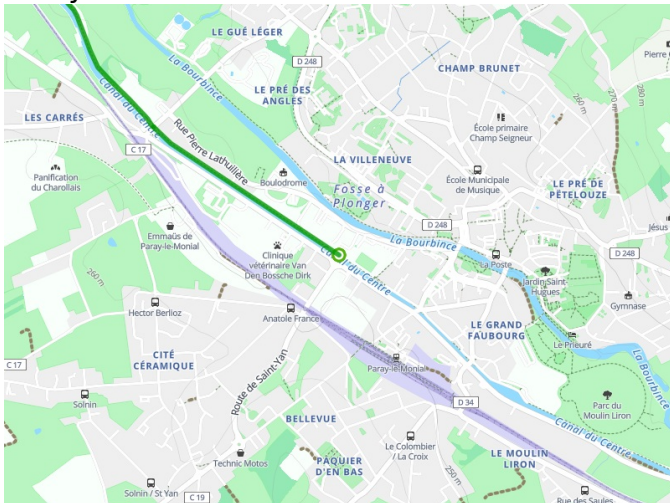 LE GUÉ LÉGER
D 248
Pierre
La Bourbince
CHAMP BRUNET
260 m
270 m
280 m
LE PRÉ DES
ANGLES
Canal du Centre
LES CARRÉS
Rue Pierre Lathuilière
École primaire
Champ Seigneur
C 17
LA VILLENEUVE
Panification
du Charollais
Boulodrome
École Municipale
de Musique
Fosse à
Plonger
LE PRÉ DE
PÉTELOUZE
D 248
Jésus
Emmaüs de
Paray-le-Monial
La Bourbince
Clinique
vétérinaire Van
Den Bossche Dirk
Canal du Centre
La Poste
D 248
260 m
Jardin Saint-
Hugues
Hector Berlioz
Anatole France
Gymnase
LE GRAND
FAUBOURG
Le Prieuré
CITÉ
CÉRAMIQUE
C 17
Paray-le-Monial
La Bourbince
Route de Saint-Yan
Solnin
D 34
Parc du
Moulin Liron
BELLEVUE
Canal du Centre
Le Colombier
/ La Croix
Technic Motos
PÂQUIER
D'EN BAS
LE MOULIN
LIRON
250 m
Solnin / St Yan
C 19
Rue des Saules